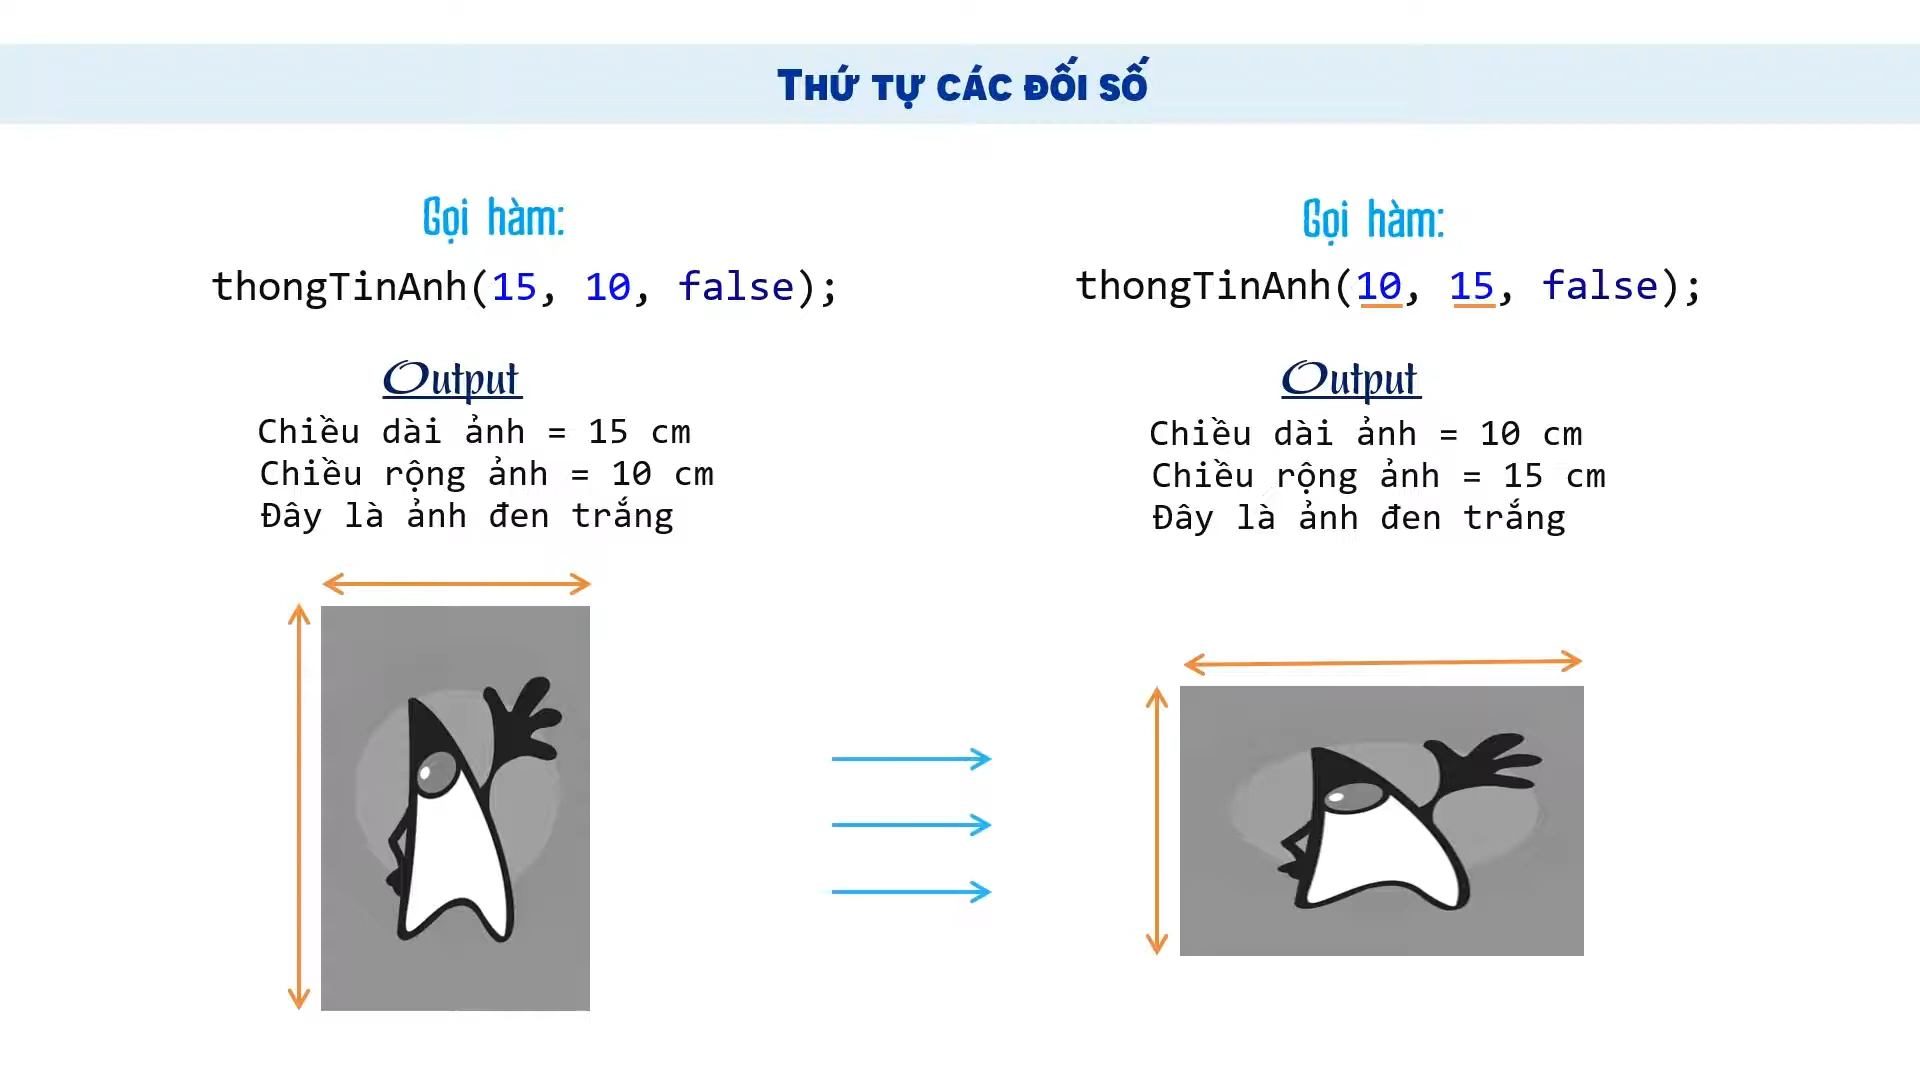 THỨ TỰ CÁC ĐỐI SỐ
Gọi hàm:
thongTinAnh(15, 10, false);
Output
Chiều dài ảnh = 15 cm
Chiều rộng ảnh = 10 cm
Đây là ảnh đen trắng
Gọi hàm:
thongTinAnh(10, 15, false);
Output
Chiều dài ảnh = 10 cm
Chiều rộng ảnh = 15 cm
Đây là ảnh đen trắng